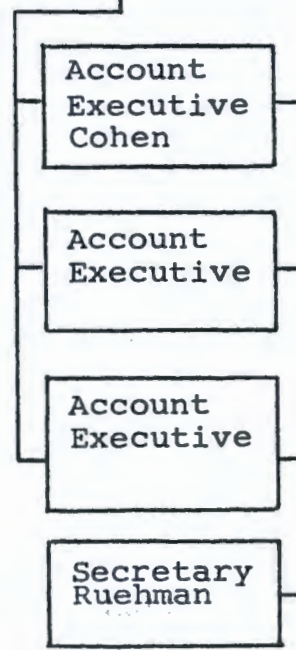 Account
Executive
Cohen
Account
Executive
Account
Executive
Secretary
Ruehman